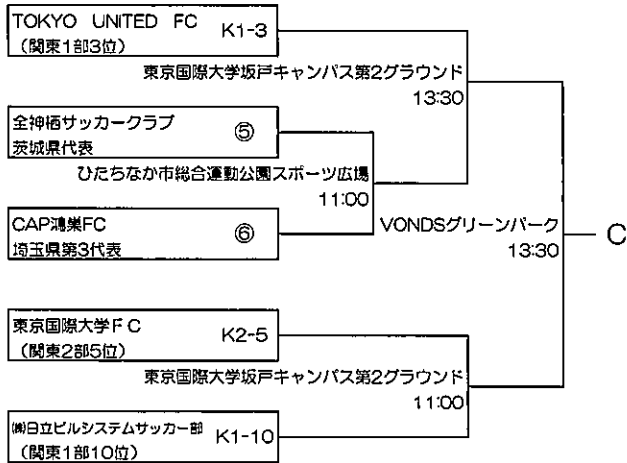 TOKYO UNITED FC K1-3
(関東1部3位)
東京国際大学坂戸キャンパス第2グラウンド
13:30
全神栖サッカークラブ ⑤
茨城県代表
ひたちなか市総合運動公園スポーツ広場
11:00
CAP鴻巣FC ⑥
埼玉県第3代表
VONDSグリーンパーク
13:30
C
東京国際大学FC K2-5
(関東2部5位)
東京国際大学坂戸キャンパス第2グラウンド
11:00
㈱日立ビルシステムサッカー部 K1-10
(関東1部10位)